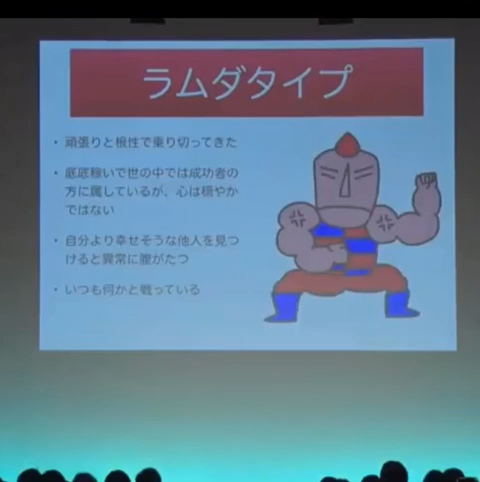 ラムダタイプ
・頑張りと根性で乗り切ってきた
・底底稼いで世の中では成功者の
方に属しているが、心は穏やか
ではない
・自分より幸せそうな他人を見つ
けると異常に腹がたつ
・いつも何かと戦っている